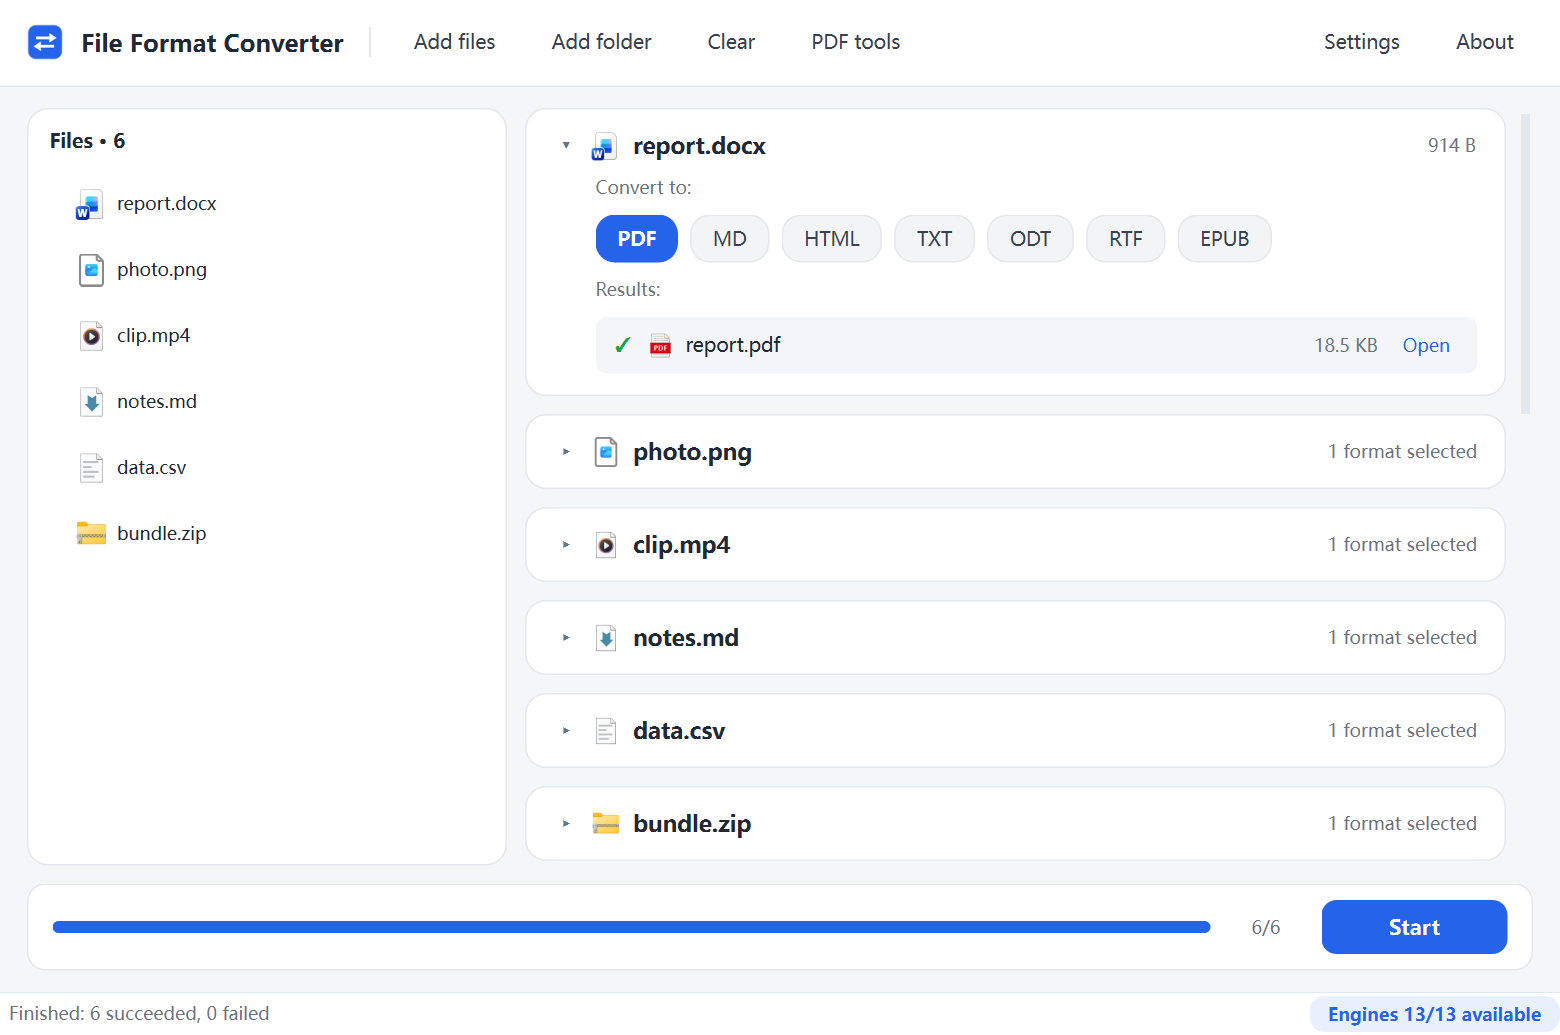 File Format Converter
Add files
Add folder
Clear
PDF tools
Settings
About
Files • 6
report.docx
photo.png
clip.mp4
notes.md
data.csv
bundle.zip
report.docx
914 B
Convert to:
PDF
MD
HTML
TXT
ODT
RTF
EPUB
Results:
✓ PDF report.pdf
18.5 KB
Open
photo.png
1 format selected
clip.mp4
1 format selected
notes.md
1 format selected
data.csv
1 format selected
bundle.zip
1 format selected
6/6
Start
Finished: 6 succeeded, 0 failed
Engines 13/13 available